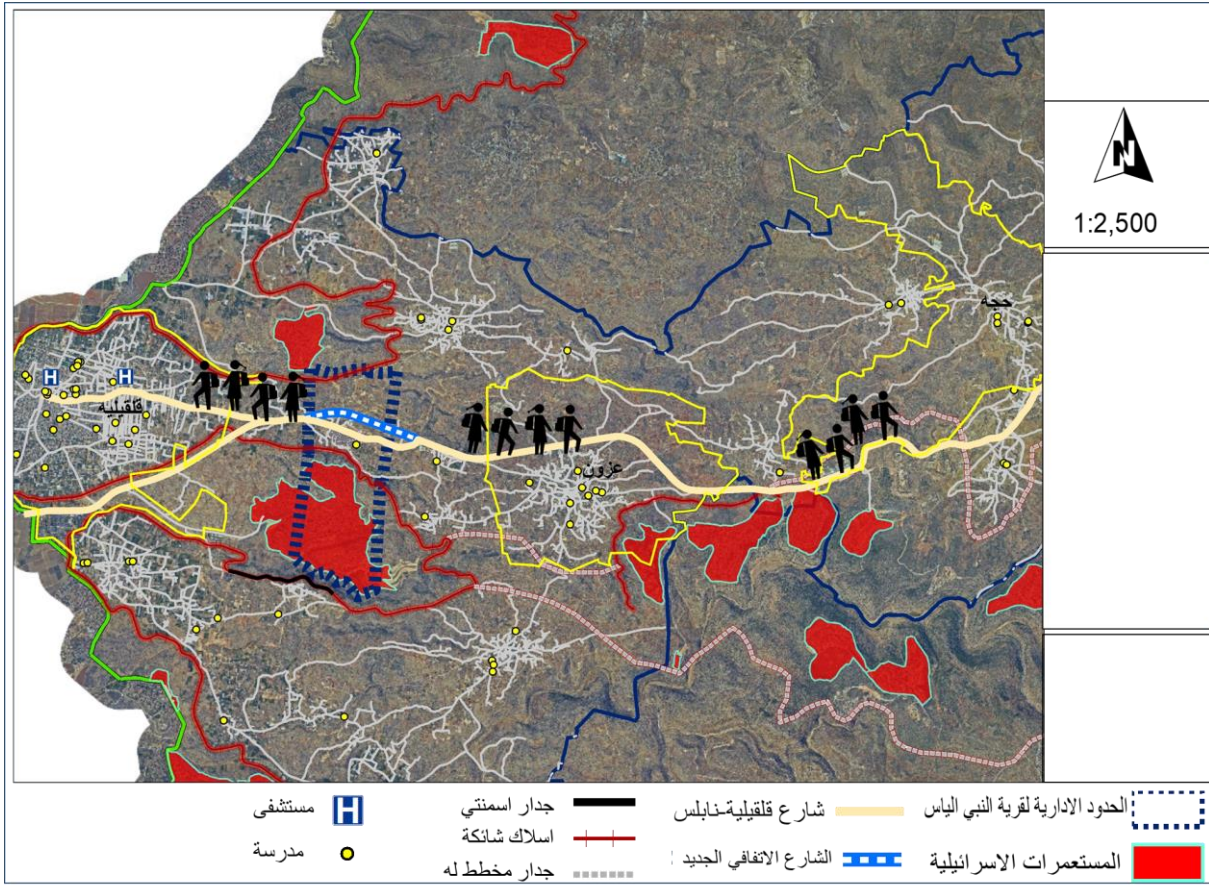 N
1:2,500
حجه
H
H
قلقيليه
عزون
الحدود الادارية لقرية النبي الياس
المستعمرات الاسرائيلية
شارع قلقيلية-نابلس
الشارع الاتفافي الجديد
جدار اسمنتي
اسلاك شائكة
جدار مخطط له
مستشفى
H
مدرسة